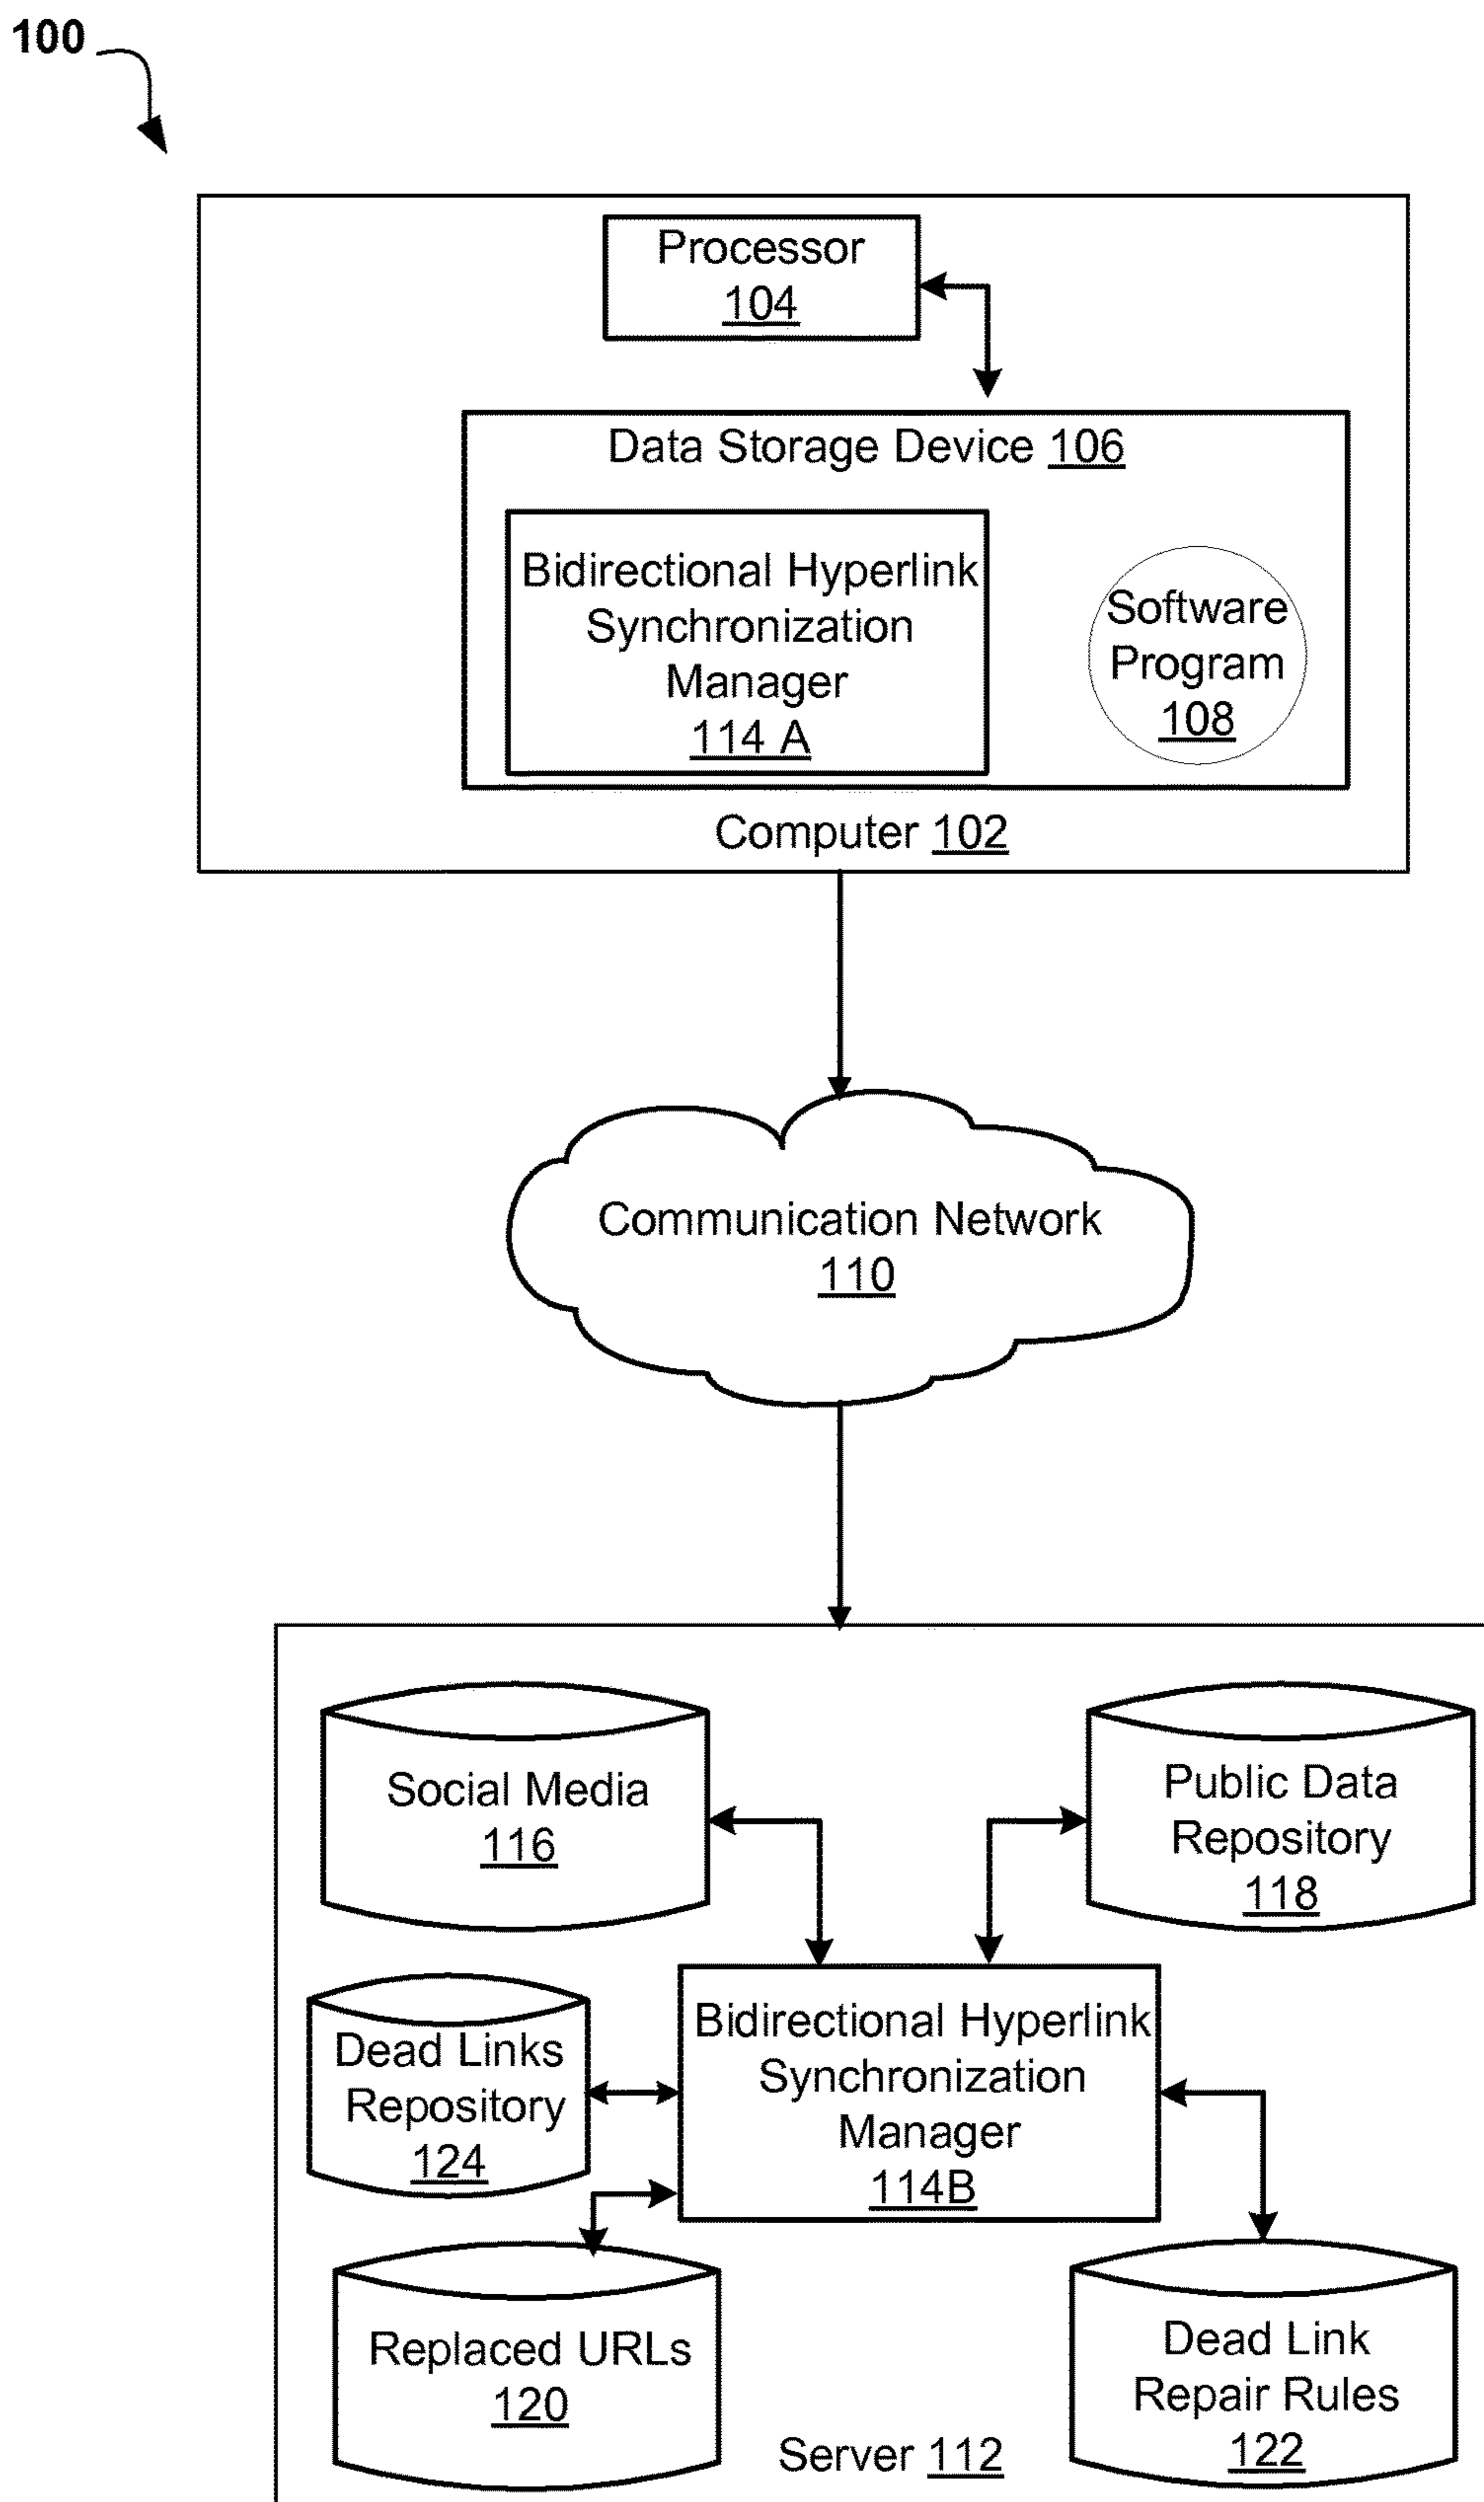 100
Processor
104
Data Storage Device 106
Bidirectional Hyperlink
Synchronization
Manager
114 A
Software
Program
108
Computer 102
Communication Network
110
Social Media
116
Public Data
Repository
118
Dead Links
Repository
124
Bidirectional Hyperlink
Synchronization
Manager
114B
Replaced URLs
120
Dead Link
Repair Rules
122
Server 112